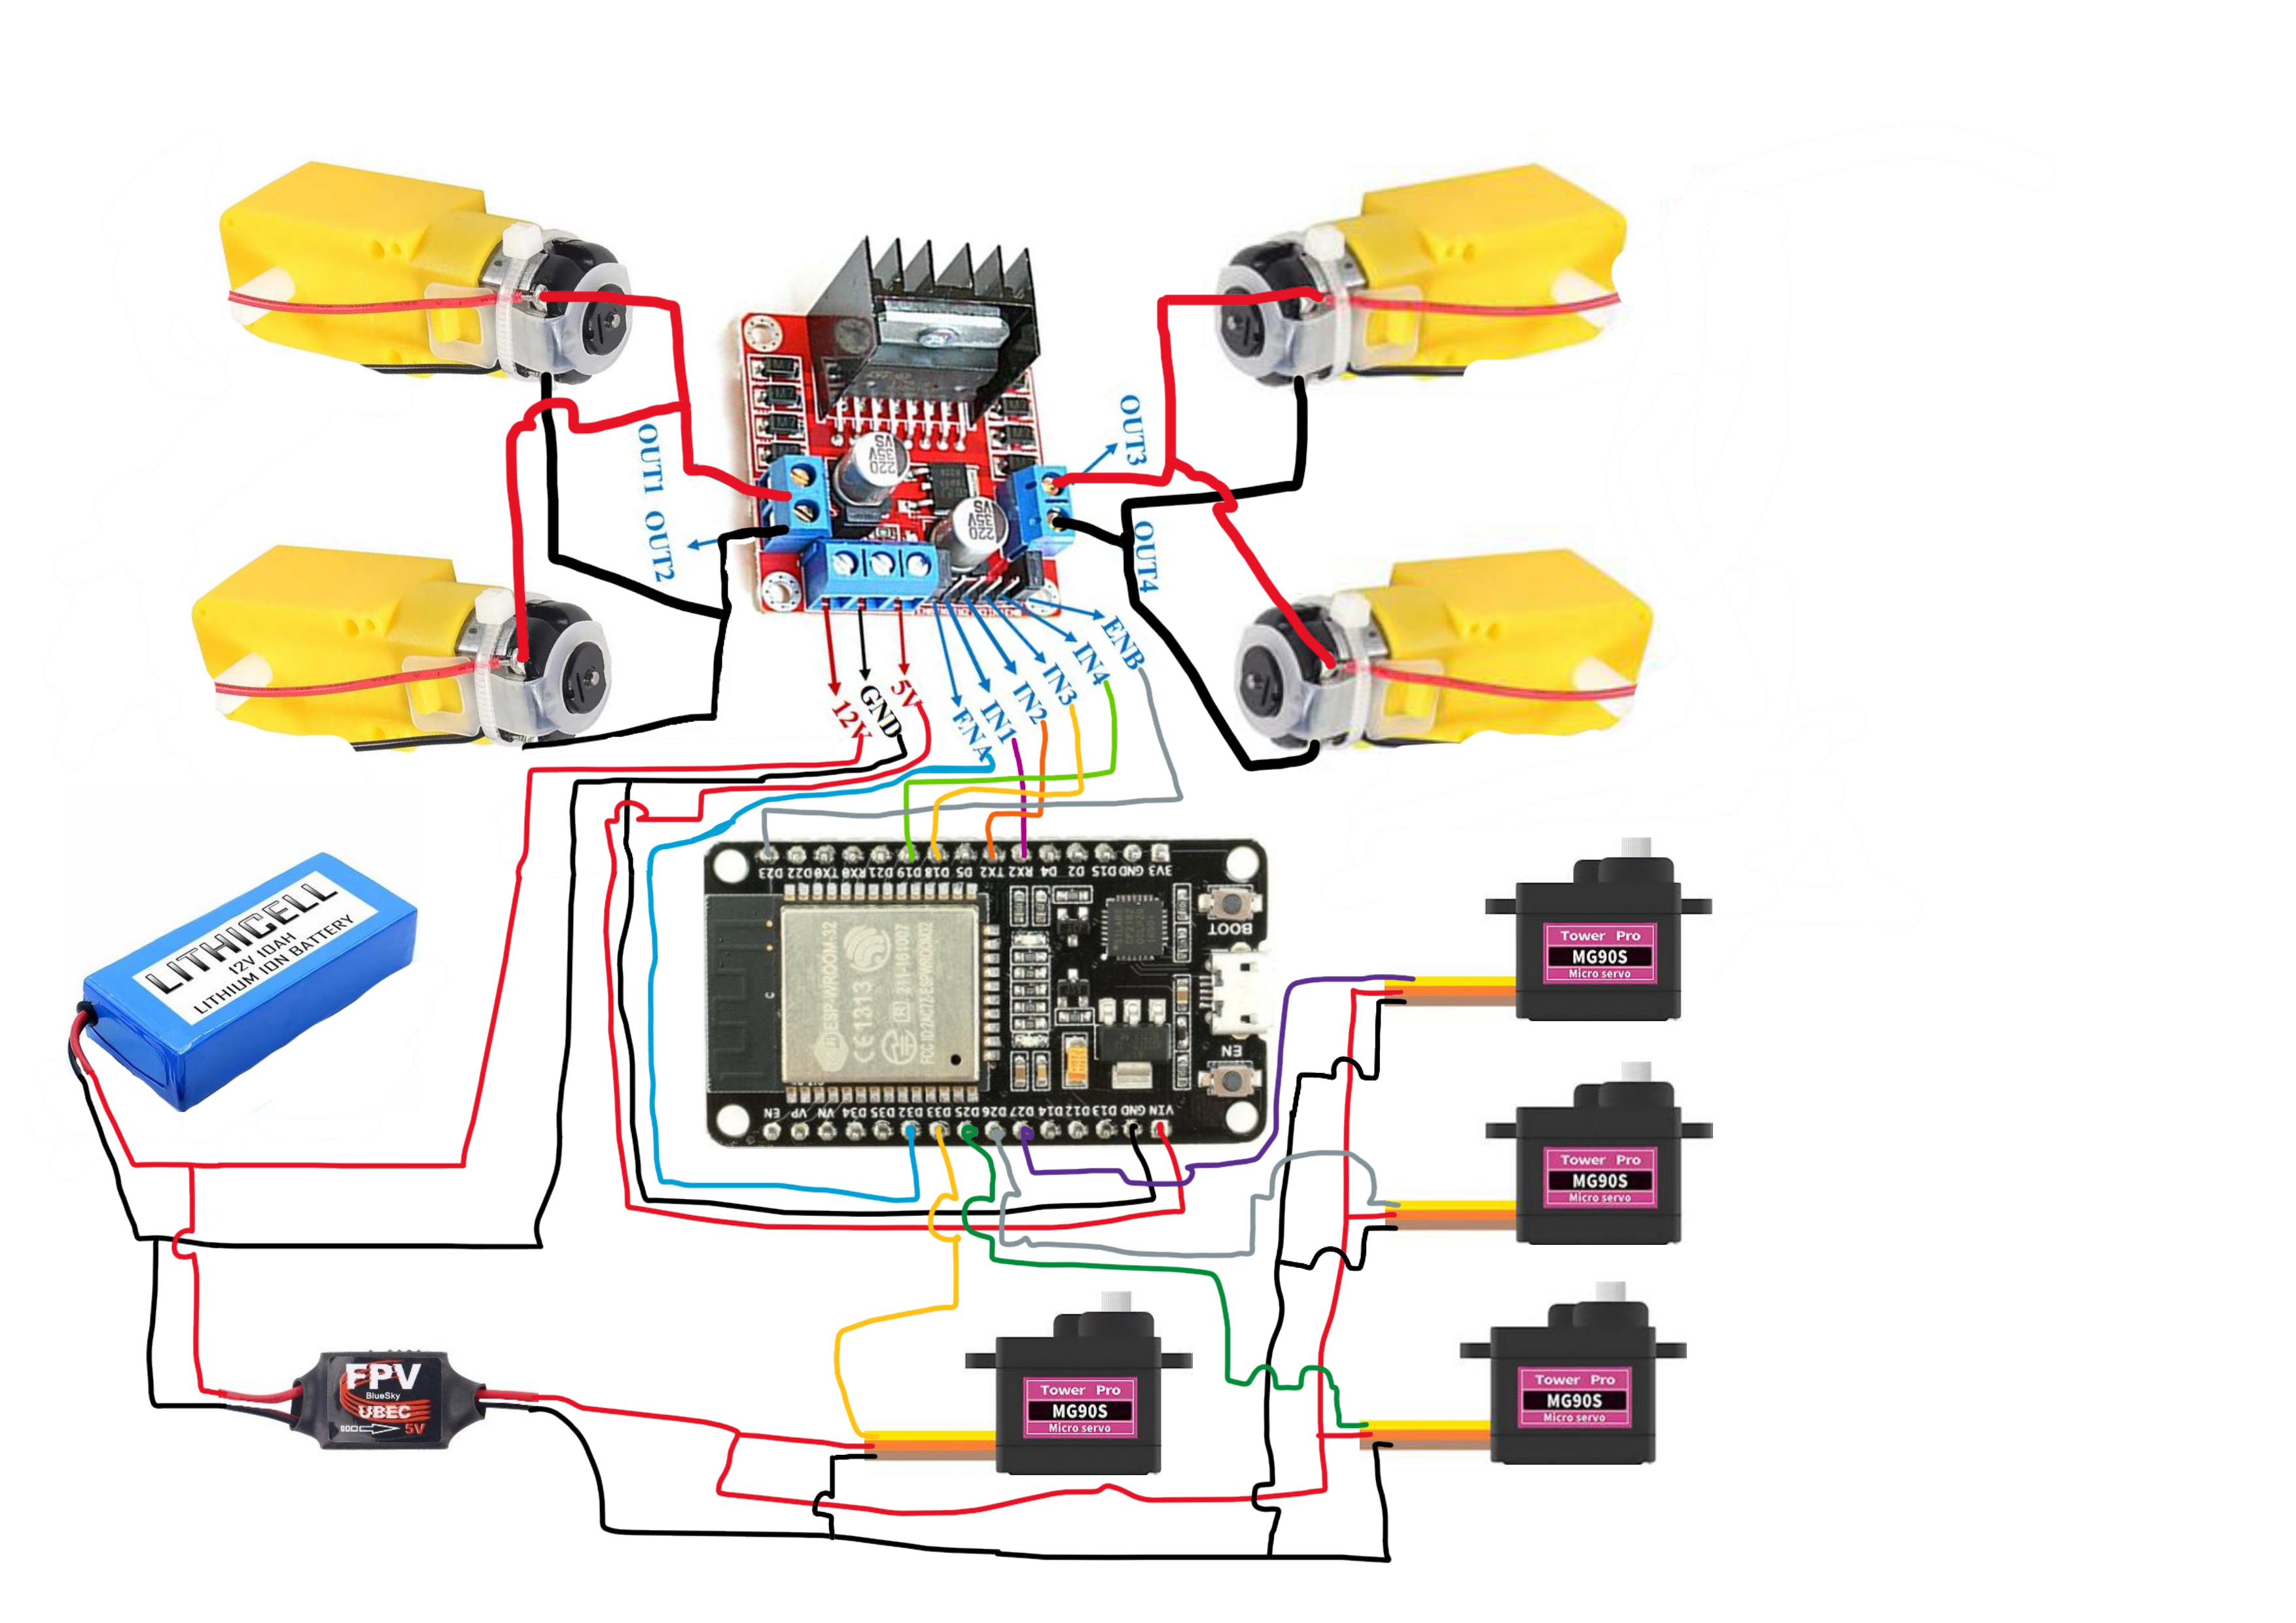 OUT1
OUT2
OUT3
OUT4
220
35V
VS
220
35V
VS
12V
GND
5V
ENA
IN1
IN2
IN3
IN4
ENB
LITHICELL
12V 10AH
LITHIUM ION BATTERY
D23 D22 TX0 RX0 D21 D19 D18 D5 TX2 RX2 D4 D2 D15 GND 3V3
BOOT
EN
ESP-WROOM-32
CE1313
EN VP VN D34 D35 D32 D33 D25 D26 D27 D14 D12 D13 GND VIN
Tower Pro
MG90S
Micro servo
Tower Pro
MG90S
Micro servo
Tower Pro
MG90S
Micro servo
Tower Pro
MG90S
Micro servo
FPV
BlueSky
UBEC
5V